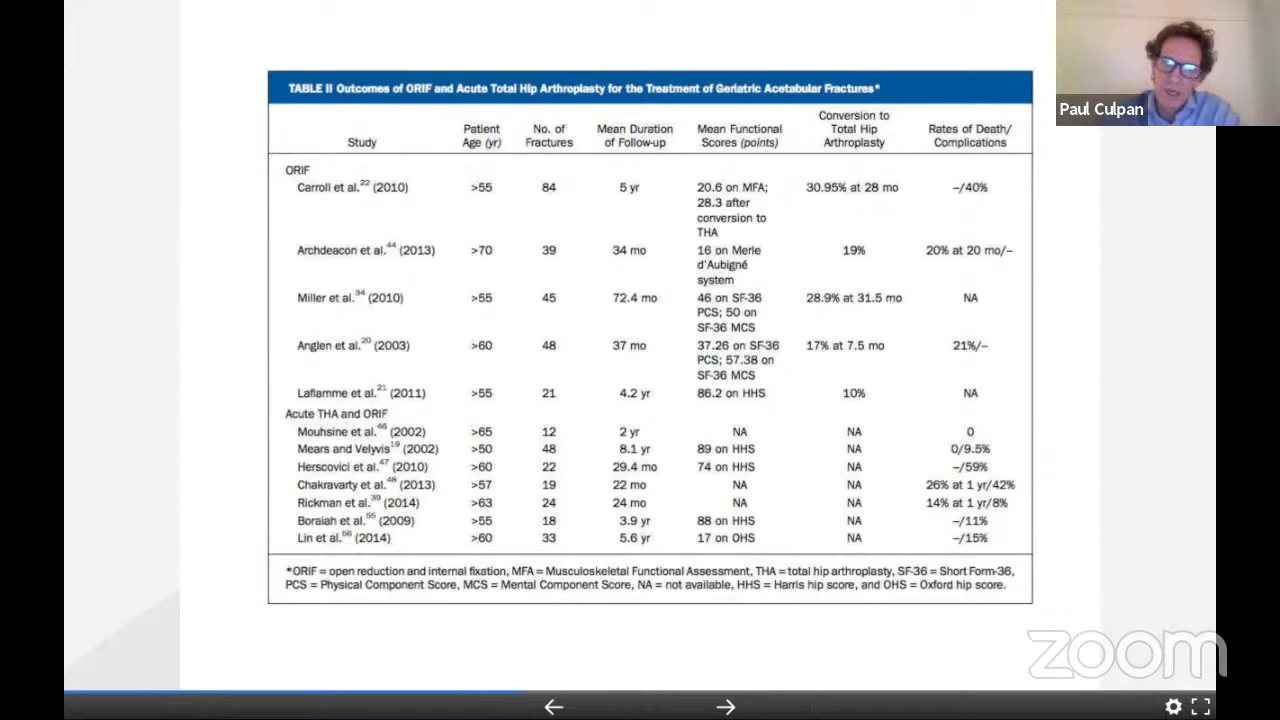 Paul Culpan
TABLE II Outcomes of ORIF and Acute Total Hip Arthroplasty for the Treatment of Geriatric Acetabular Fractures*
Study Patient Age (yr) No. of Fractures Mean Duration of Follow-up Mean Functional Scores (points) Conversion to Total Hip Arthroplasty Rates of Death/ Complications
ORIF
Carroll et al.22 (2010) >55 84 5 yr 20.6 on MFA; 30.95% at 28 mo –/40%
28.3 after
conversion to
THA
Archdeacon et al.44 (2013) >70 39 34 mo 16 on Merle 19% 20% at 20 mo/–
d'Aubigné
system
Miller et al.34 (2010) >55 45 72.4 mo 46 on SF-36 28.9% at 31.5 mo NA
PCS; 50 on
SF-36 MCS
Anglen et al.20 (2003) >60 48 37 mo 37.26 on SF-36 17% at 7.5 mo 21%/–
PCS; 57.38 on
SF-36 MCS
Laflamme et al.21 (2011) >55 21 4.2 yr 86.2 on HHS 10% NA
Acute THA and ORIF
Mouhsine et al.46 (2002) >65 12 2 yr NA NA 0
Mears and Velyvis19 (2002) >50 48 8.1 yr 89 on HHS NA 0/9.5%
Herscovici et al.47 (2010) >60 22 29.4 mo 74 on HHS NA –/59%
Chakravarty et al.48 (2013) >57 19 22 mo NA NA 26% at 1 yr/42%
Rickman et al.39 (2014) >63 24 24 mo NA NA 14% at 1 yr/8%
Boraiah et al.55 (2009) >55 18 3.9 yr 88 on HHS NA –/11%
Lin et al.56 (2014) >60 33 5.6 yr 17 on OHS NA –/15%
*ORIF = open reduction and internal fixation, MFA = Musculoskeletal Functional Assessment, THA = total hip arthroplasty, SF-36 = Short Form-36,
PCS = Physical Component Score, MCS = Mental Component Score, NA = not available, HHS = Harris hip score, and OHS = Oxford hip score.
zoom